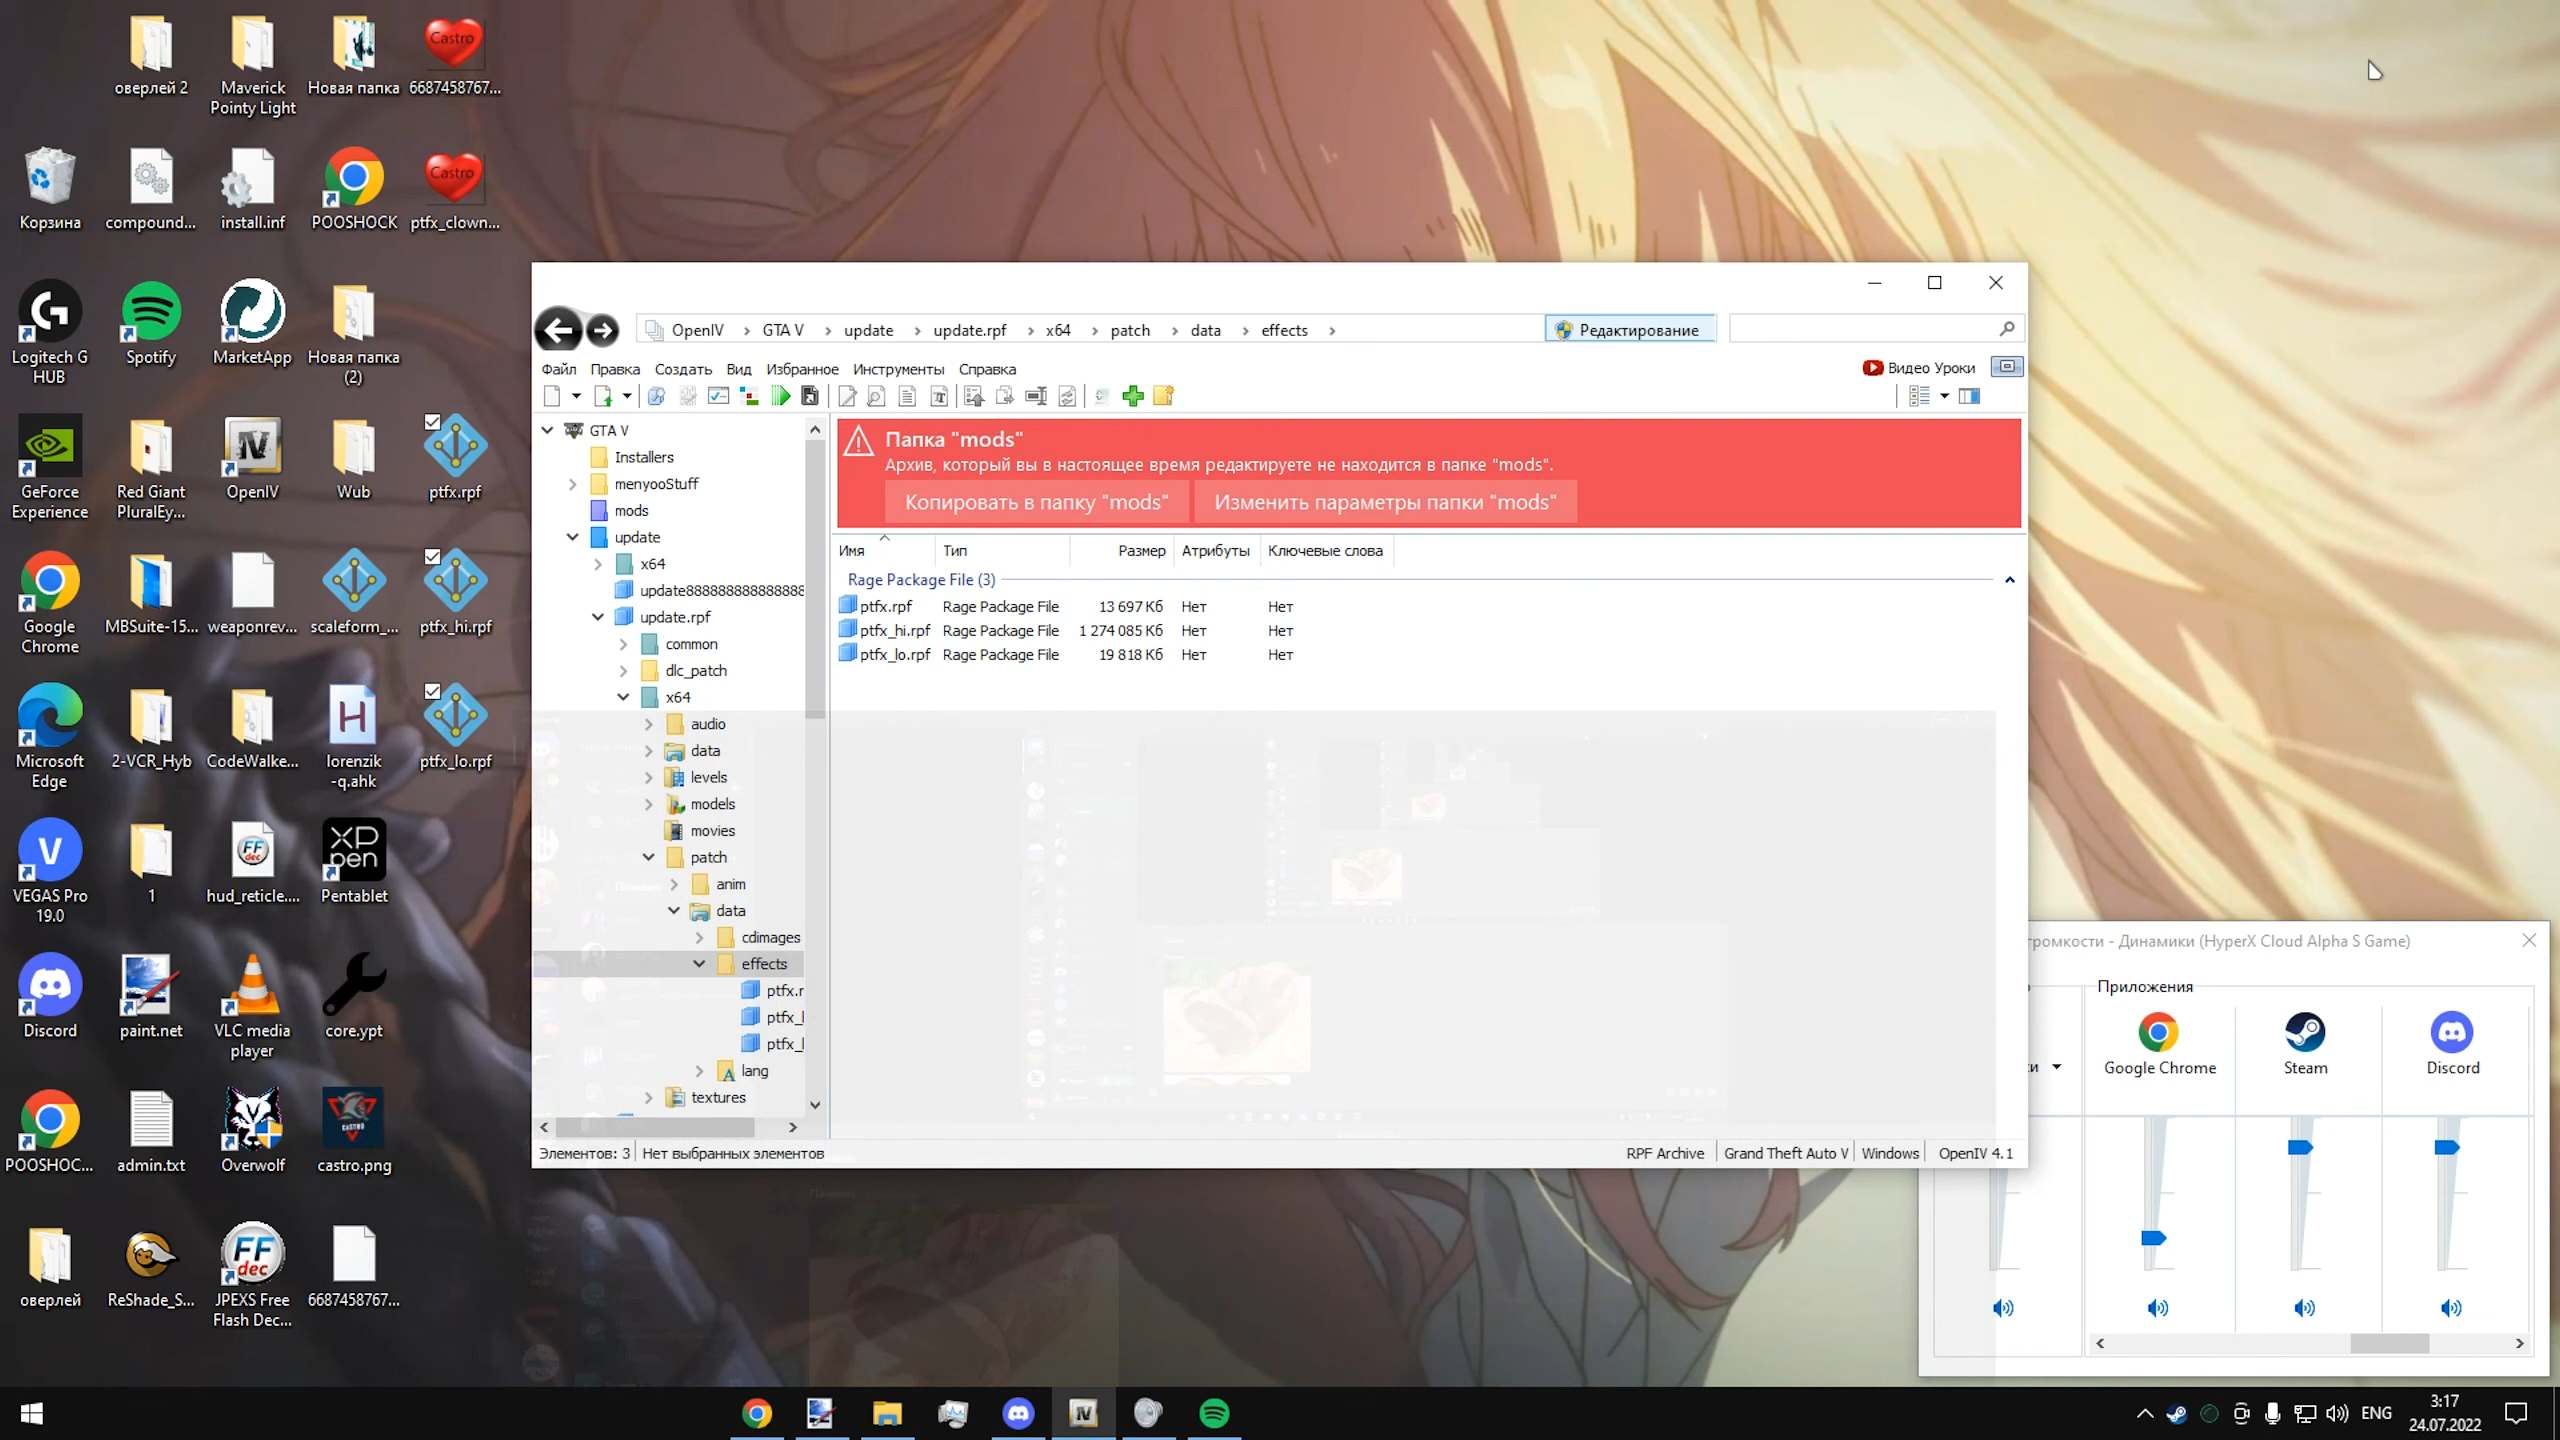 оверлей 2
Maverick Pointy Light
Новая папка
6687458767...
Castro
Корзина
compound...
install.inf
POOSHOCK
ptfx_clown...
Castro
Logitech G HUB
Spotify
MarketApp
Новая папка (2)
GeForce Experience
Red Giant PluralEy...
OpenIV
Wub
ptfx.rpf
Google Chrome
MBSuite-15...
weaponrev...
scaleform_...
ptfx_hi.rpf
Microsoft Edge
2-VCR_Hyb
CodeWalke...
lorenzik -q.ahk
ptfx_lo.rpf
VEGAS Pro 19.0
1
hud_reticle....
Pentablet
XP pen
Discord
paint.net
VLC media player
core.ypt
POOSHOC...
admin.txt
Overwolf
castro.png
CASTRO
оверлей
ReShade_S...
JPEXS Free Flash Dec...
6687458767...
FF dec
OpenIV
GTA V
update
update.rpf
x64
patch
data
effects
Редактирование
Файл
Правка
Создать
Вид
Избранное
Инструменты
Справка
Видео Уроки
GTA V
Installers
menyooStuff
mods
update
x64
update8888888888888888
update.rpf
common
dlc_patch
x64
audio
data
levels
models
movies
patch
anim
data
cdimages
effects
ptfx.r
ptfx_l
ptfx_l
lang
textures
Папка "mods"
Архив, который вы в настоящее время редактируете не находится в папке "mods".
Копировать в папку "mods"
Изменить параметры папки "mods"
Имя
Тип
Размер
Атрибуты
Ключевые слова
Rage Package File (3)
ptfx.rpf Rage Package File 13 697 Кб Нет Нет
ptfx_hi.rpf Rage Package File 1 274 085 Кб Нет Нет
ptfx_lo.rpf Rage Package File 19 818 Кб Нет Нет
Элементов: 3
Нет выбранных элементов
RPF Archive
Grand Theft Auto V
Windows
OpenIV 4.1
громкости - Динамики (HyperX Cloud Alpha S Game)
Приложения
Google Chrome
Steam
Discord
ENG
3:17
24.07.2022